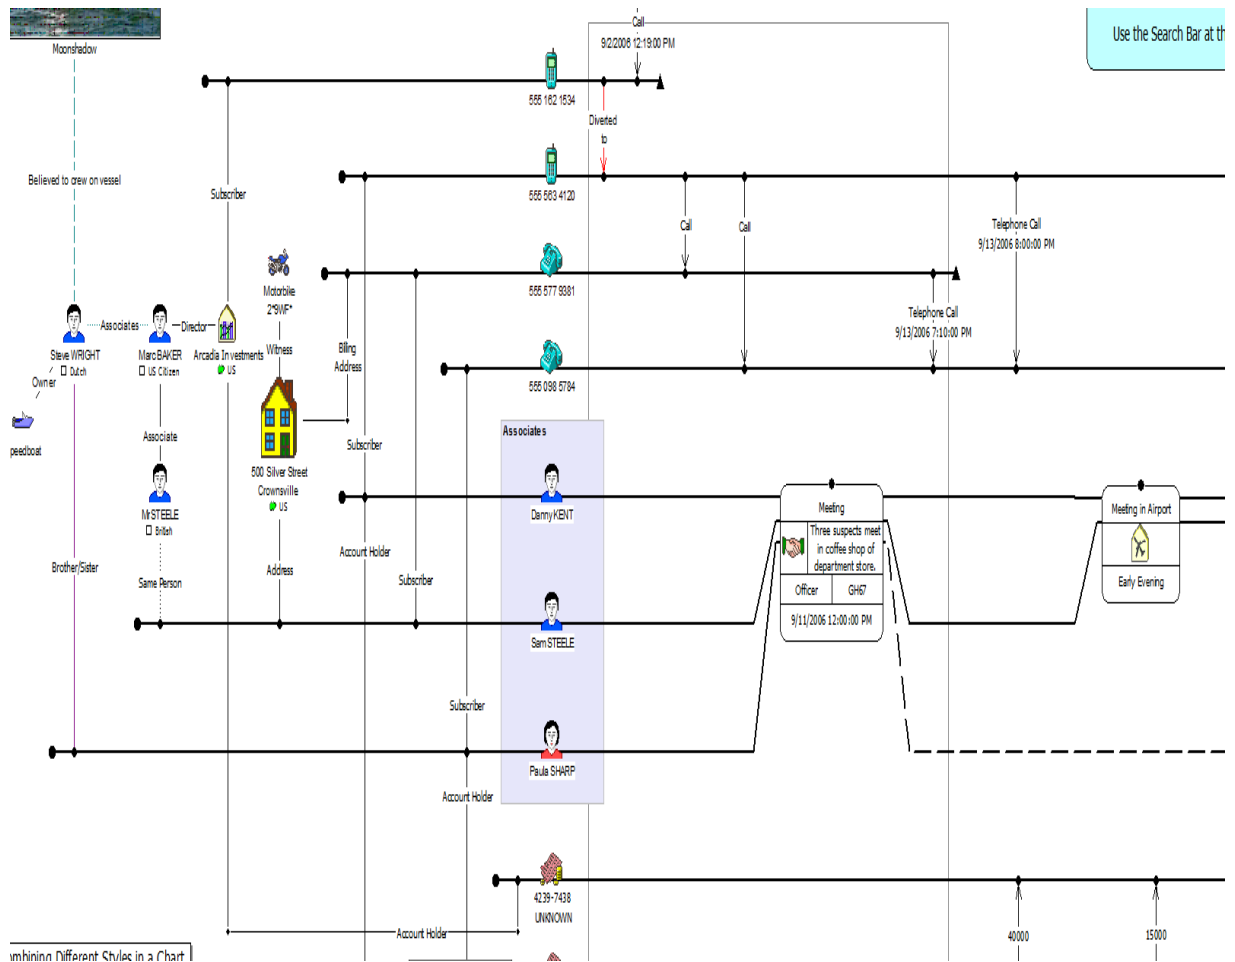 Call
9/2/2006 12:19:00 PM
Use the Search Bar at th
Moonshadow
555 162 1534
Diverted
to
Believed to crew on vessel
Subscriber
555 563 4120
Call
Call
Telephone Call
9/13/2006 8:00:00 PM
Motorbike
2*9WF*
555 577 9381
Telephone Call
9/13/2006 7:10:00 PM
Associates
Director
Steve WRIGHT
Dutch
Marc BAKER
US Citizen
Arcadia Investments
US
Witness
Billing
Address
Owner
peedboat
555 098 5784
Associates
Associate
Subscriber
500 Silver Street
Crownsville
US
Mr STEELE
British
Danny KENT
Meeting
Three suspects meet
in coffee shop of
department store.
Officer
GH67
9/11/2006 12:00:00 PM
Meeting in Airport
Early Evening
Account Holder
Brother/Sister
Same Person
Address
Subscriber
Sam STEELE
Subscriber
Paula SHARP
Account Holder
4239-7438
UNKNOWN
Account Holder
40000
15000
ombining Different Styles in a Chart